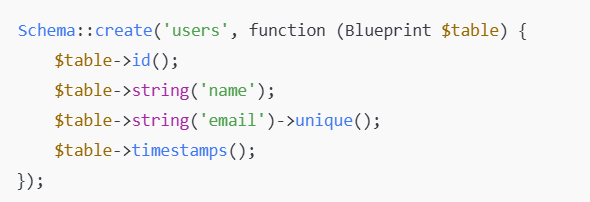 Schema::create('users', function (Blueprint $table) {
    $table->id();
    $table->string('name');
    $table->string('email')->unique();
    $table->timestamps();
});